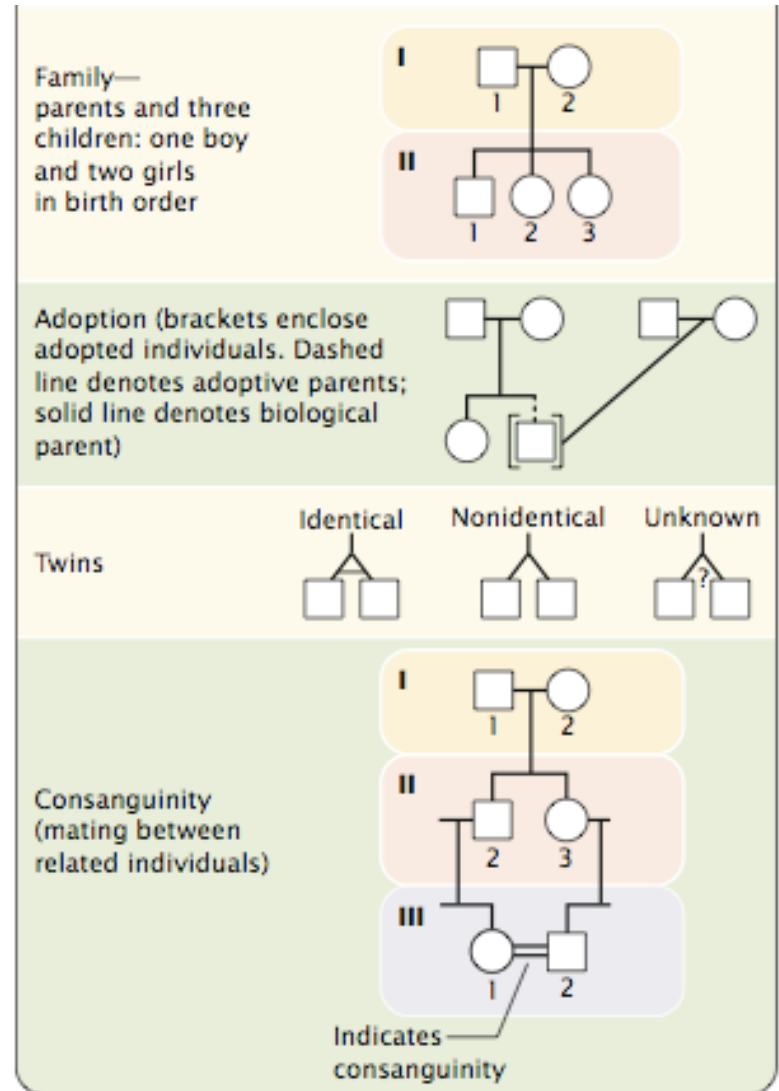 Family—
parents and three
children: one boy
and two girls
in birth order
I
1 2
II
1 2 3
Adoption (brackets enclose
adopted individuals. Dashed
line denotes adoptive parents;
solid line denotes biological
parent)
Twins
Identical Nonidentical Unknown
?
Consanguinity
(mating between
related individuals)
I
1 2
II
2 3
III
1 2
Indicates
consanguinity